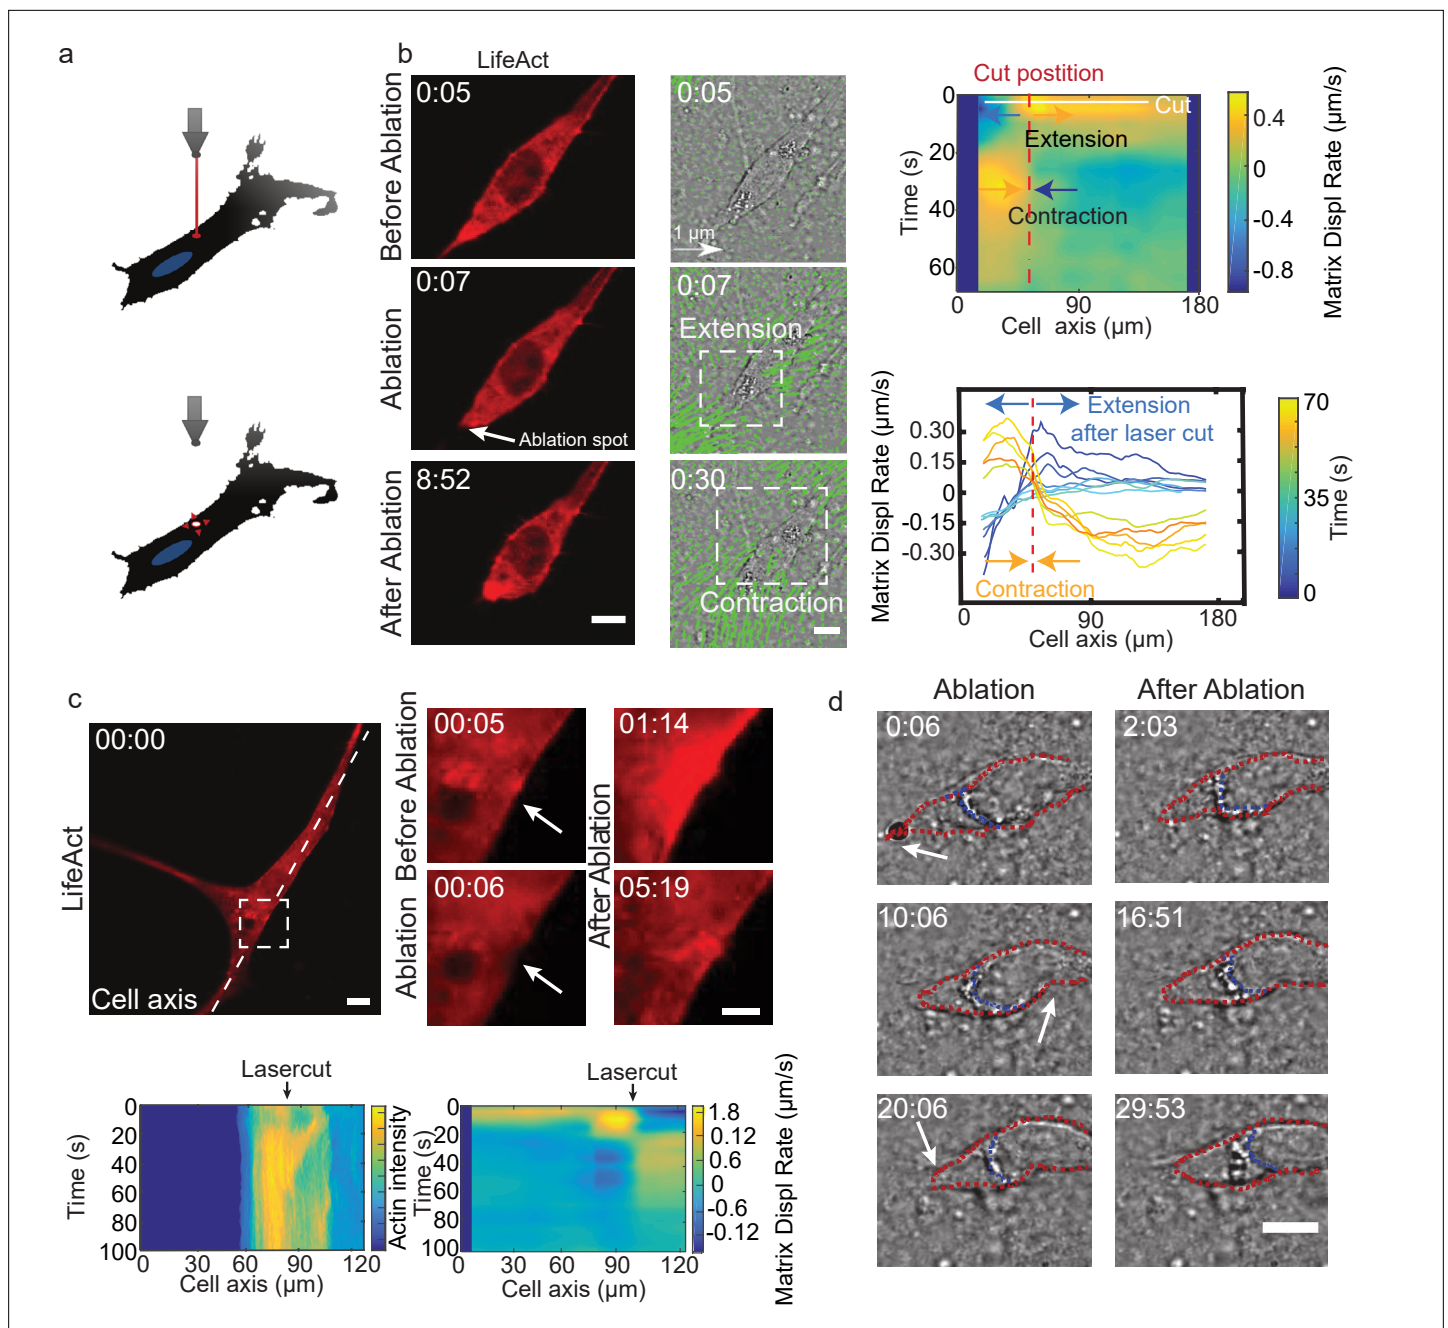 a
b
LifeAct
Before Ablation
0:05
0:05
1 µm
Ablation
0:07
Ablation spot
0:07
Extension
After Ablation
8:52
0:30
Contraction
Cut postition
Cut
Extension
Contraction
0
20
40
60
Time (s)
0
90
180
Cell axis (µm)
0.4
0
-0.4
-0.8
Matrix Displ Rate (µm/s)
Extension
after laser cut
Contraction
0.30
0.15
0
-0.15
-0.30
Matrix Displ Rate (µm/s)
0
90
180
Cell axis (µm)
70
35
0
Time (s)
c
LifeAct
00:00
Cell axis
Before Ablation
00:05
Ablation
00:06
After Ablation
01:14
05:19
Lasercut
0
20
40
60
80
100
Time (s)
0
30
60
90
120
Cell axis (µm)
Actin intensity
Lasercut
0
20
40
60
80
100
Time (s)
0
30
60
90
120
Cell axis (µm)
1.8
0.12
0.6
0
-0.6
-0.12
Matrix Displ Rate (µm/s)
d
Ablation
After Ablation
0:06
2:03
10:06
16:51
20:06
29:53